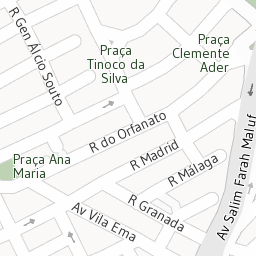 R Gen Álcio Souto
Praça
Tinoco da
Silva
Praça
Clemente
Ader
R do Orfanato
R Madrid
R Málaga
Praça Ana
Maria
R Granada
Av Vila Ema
Av Salim Farah Maluf